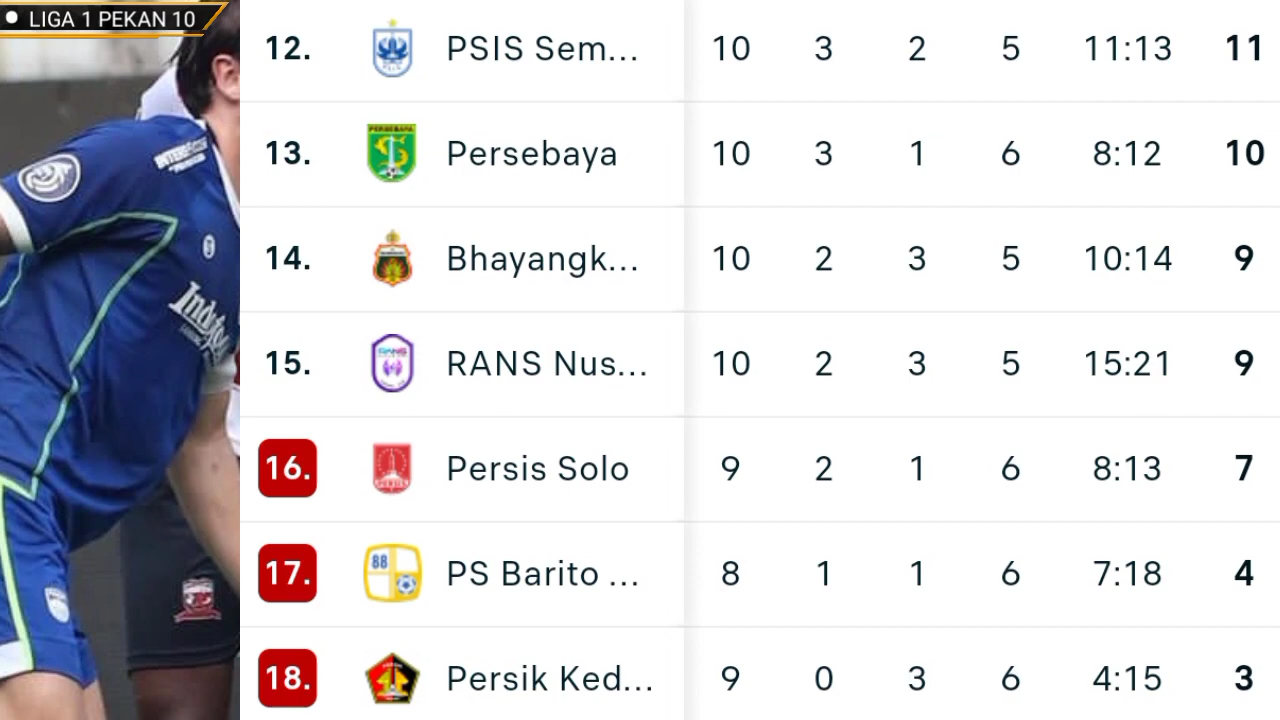 LIGA 1 PEKAN 10
12. PSIS Sem... 10 3 2 5 11:13 11
PERSEBAYA
13. Persebaya 10 3 1 6 8:12 10
14. Bhayangk... 10 2 3 5 10:14 9
RANS
15. RANS Nus... 10 2 3 5 15:21 9
16. Persis Solo 9 2 1 6 8:13 7
88
17. PS Barito ... 8 1 1 6 7:18 4
18. Persik Ked... 9 0 3 6 4:15 3